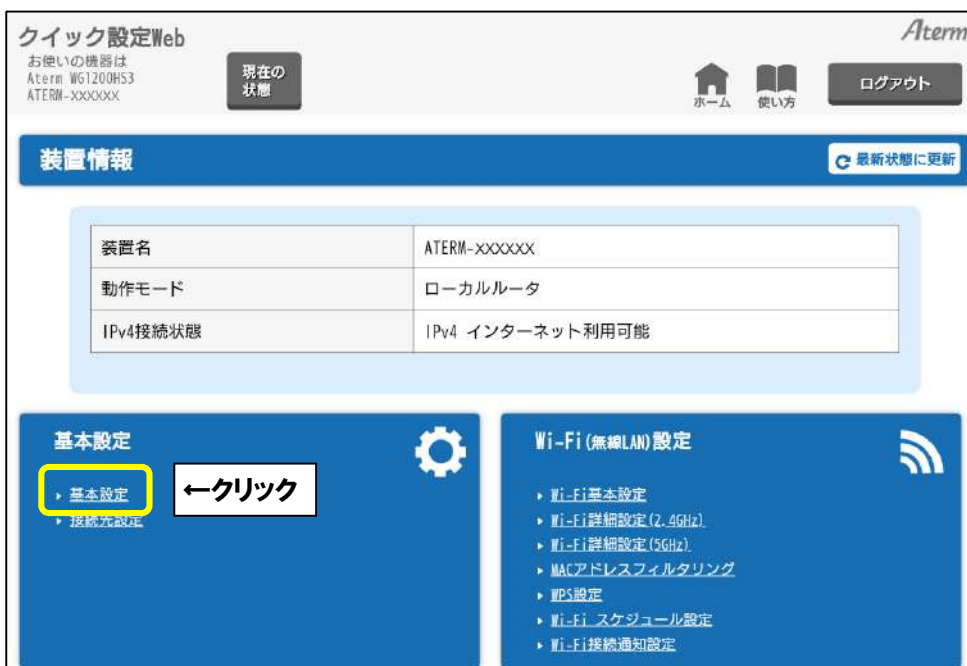 クイック設定Web
お使いの機器は
Aterm WG1200HS3
ATERM-XXXXXX
現在の
状態
Aterm
ホーム
使い方
ログアウト
装置情報
最新状態に更新
装置名 ATERM-XXXXXX
動作モード ローカルルータ
IPv4接続状態 IPv4 インターネット利用可能
基本設定
基本設定
←クリック
接続先設定
Wi-Fi(無線LAN)設定
Wi-Fi基本設定
Wi-Fi詳細設定(2.4GHz)
Wi-Fi詳細設定(5GHz)
MACアドレスフィルタリング
WPS設定
Wi-Fi スケジュール設定
Wi-Fi接続通知設定